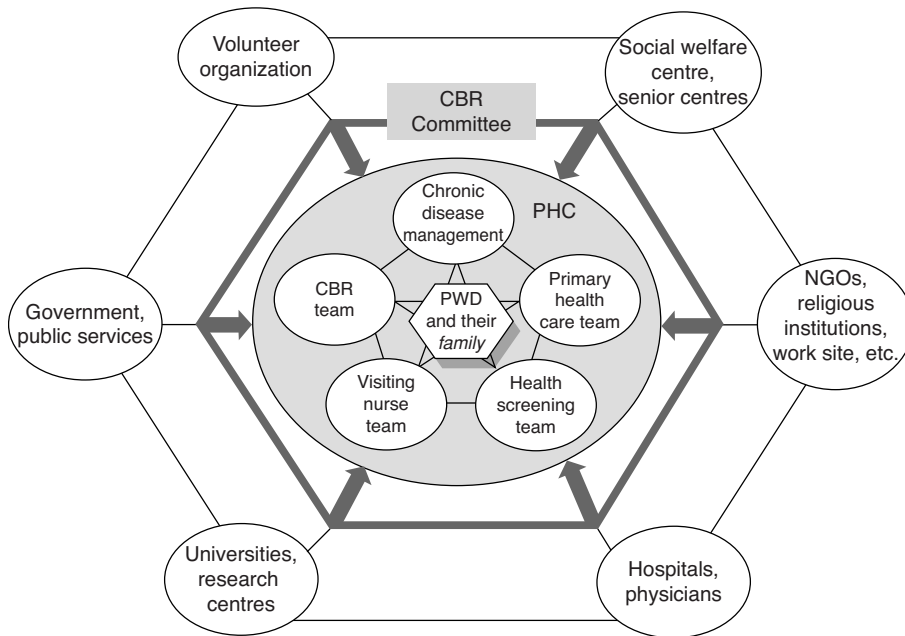 Volunteer
organization
Social welfare
centre,
senior centres
CBR
Committee
Chronic
disease
management
PHC
CBR
team
PWD
and their
family
Primary
health
care team
Government,
public services
NGOs,
religious
institutions,
work site, etc.
Visiting
nurse
team
Health
screening
team
Universities,
research
centres
Hospitals,
physicians